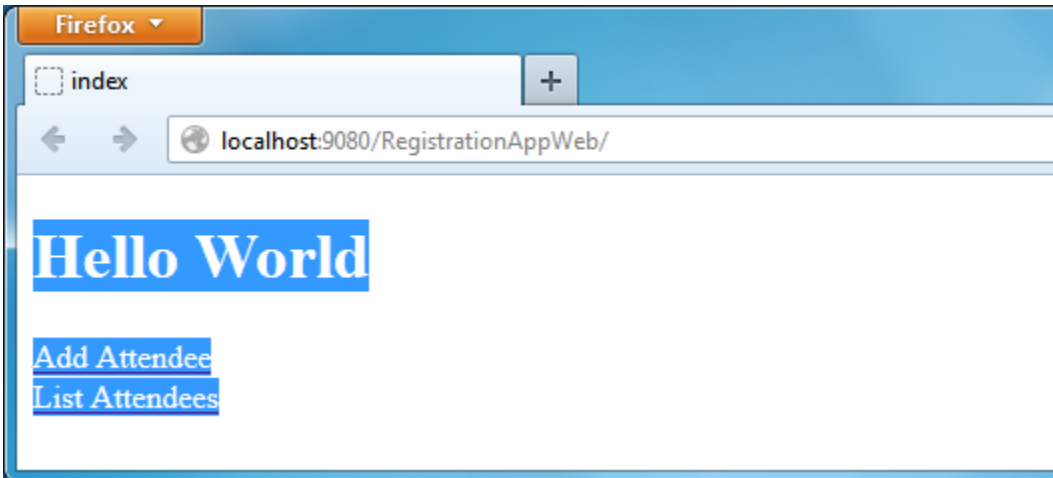 Firefox
index
localhost:9080/RegistrationAppWeb/
Hello World
Add Attendee
List Attendees